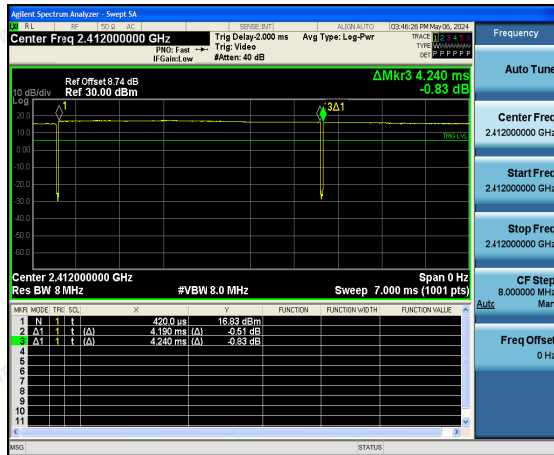 Agilent Spectrum Analyzer - Swept SA
RL RF 50 Ω AC SENSE:INT ALIGN AUTO 03:46:26 PM May 06, 2024
Center Freq 2.412000000 GHz
PNO: Fast
IFGain:Low
Trig Delay-2.000 ms
Trig: Video
#Atten: 40 dB
Avg Type: Log-Pwr
TRACE 1 2 3 4 5 6
TYPE WWWWWW
DET P P P P P P
Frequency
Auto Tune
Center Freq
2.412000000 GHz
Start Freq
2.412000000 GHz
Stop Freq
2.412000000 GHz
CF Step
8.000000 MHz
Auto Man
Freq Offset
0 Hz
Ref Offset 8.74 dB
Ref 30.00 dBm
10 dB/div
Log
ΔMkr3 4.240 ms
-0.83 dB
1
3Δ1
TRIG LVL
20.0
10.0
0.00
-10.0
-20.0
-30.0
-40.0
-50.0
-60.0
Center 2.412000000 GHz Span 0 Hz
Res BW 8 MHz #VBW 8.0 MHz Sweep 7.000 ms (1001 pts)
MKR MODE TRC SCL X Y FUNCTION FUNCTION WIDTH FUNCTION VALUE
1 N 1 t 420.0 us 16.83 dBm
2 Δ1 1 t (Δ) 4.190 ms (Δ) -0.51 dB
3 Δ1 1 t (Δ) 4.240 ms (Δ) -0.83 dB
4
5
6
7
8
9
10
11
MSG STATUS